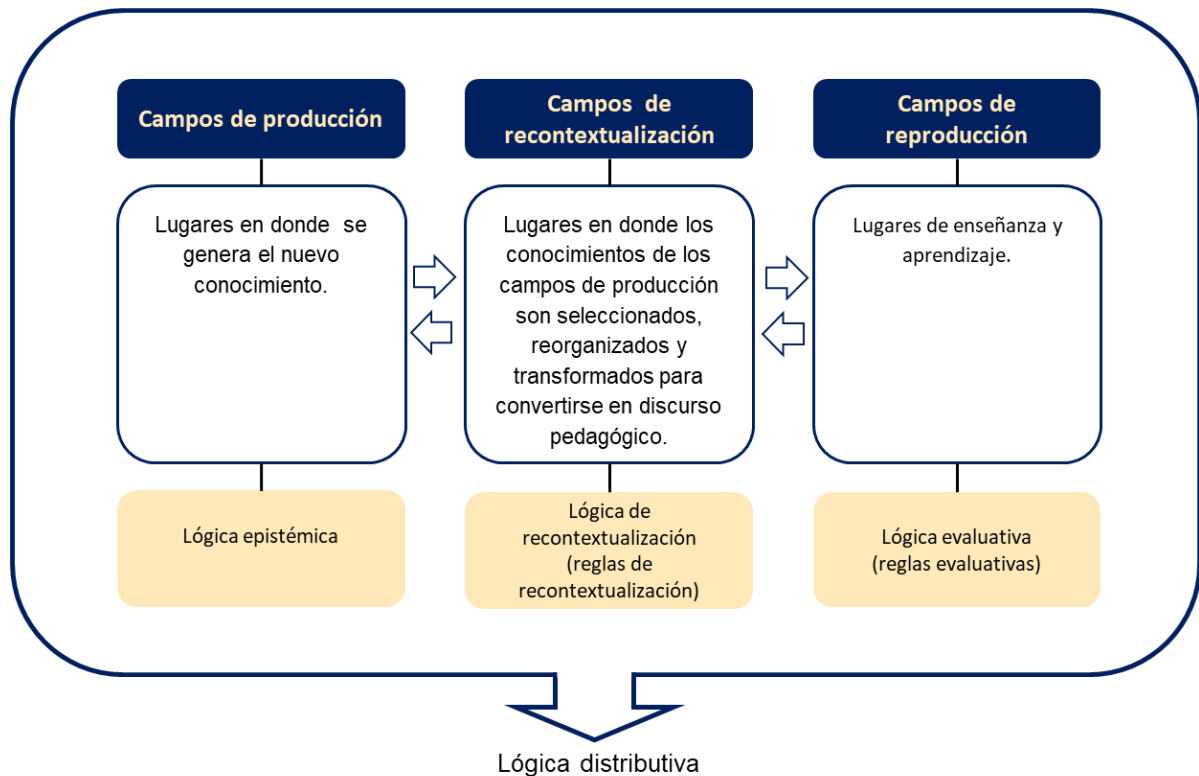 Campos de producción
Campos de
recontextualización
Campos de
reproducción
Lugares en donde se
genera el nuevo
conocimiento.
Lugares en donde los
conocimientos de los
campos de producción
son seleccionados,
reorganizados y
transformados para
convertirse en discurso
pedagógico.
Lugares de enseñanza y
aprendizaje.
Lógica epistémica
Lógica de
recontextualización
(reglas de
recontextualización)
Lógica evaluativa
(reglas evaluativas)
Lógica distributiva